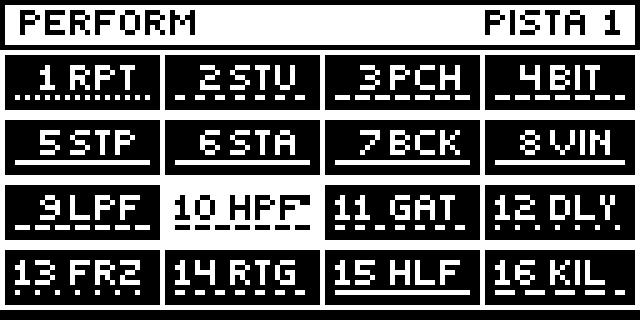 PERFORM PISTA 1
1 RPT 2 STU 3 PCH 4 BIT
5 STP 6 STA 7 BCK 8 VIN
9 LPF 10 HPF 11 GAT 12 DLY
13 FRZ 14 RTG 15 HLF 16 KIL